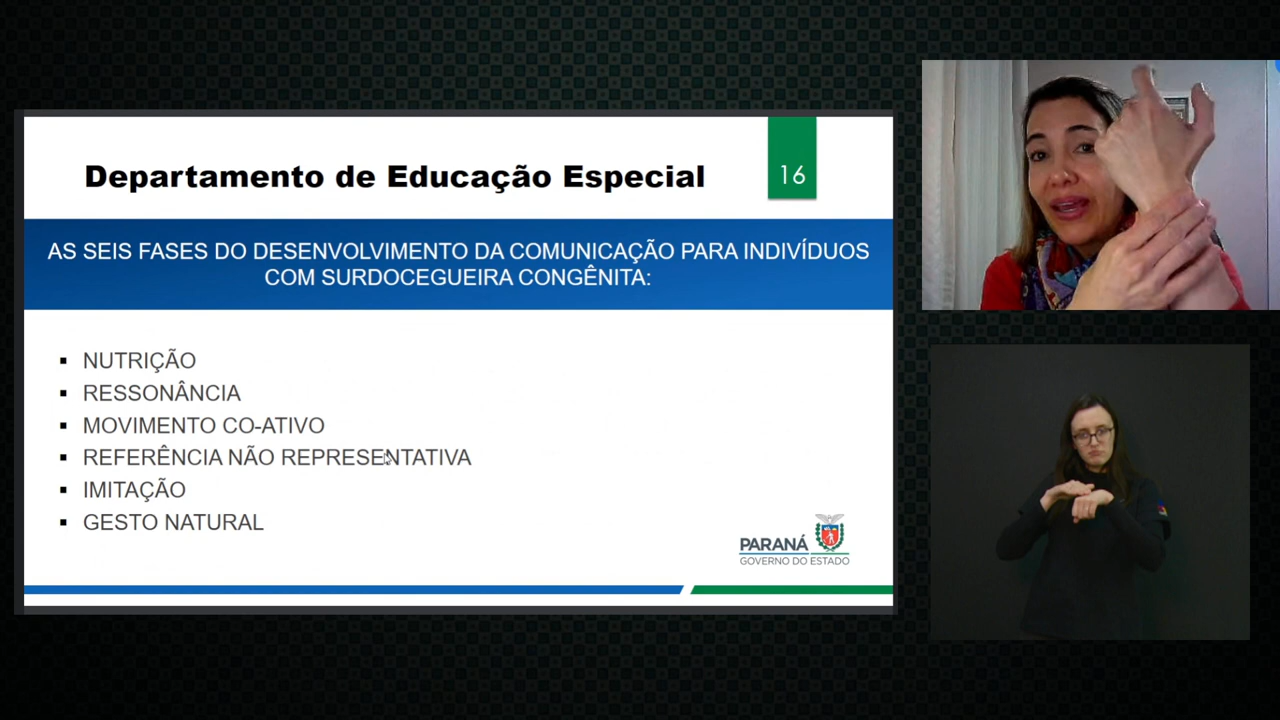 Departamento de Educação Especial
16
AS SEIS FASES DO DESENVOLVIMENTO DA COMUNICAÇÃO PARA INDIVÍDUOS
COM SURDOCEGUEIRA CONGÊNITA:
▪ NUTRIÇÃO
▪ RESSONÂNCIA
▪ MOVIMENTO CO-ATIVO
▪ REFERÊNCIA NÃO REPRESENTATIVA
▪ IMITAÇÃO
▪ GESTO NATURAL
PARANÁ
GOVERNO DO ESTADO